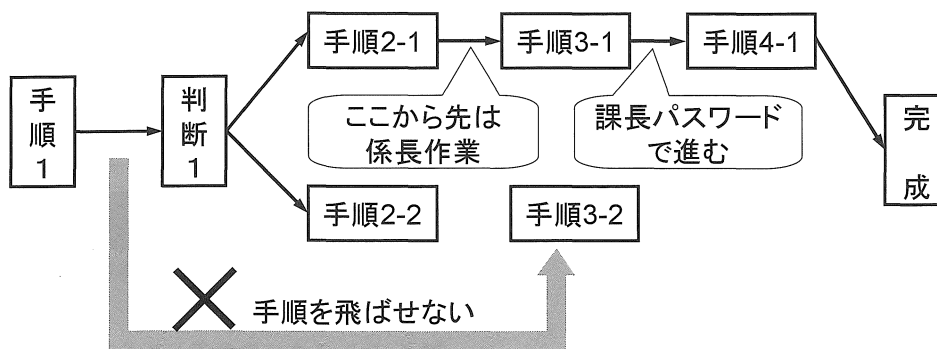 手順1
判断1
手順2-1
手順3-1
手順4-1
ここから先は
係長作業
課長パスワード
で進む
完成
手順2-2
手順3-2
手順を飛ばせない